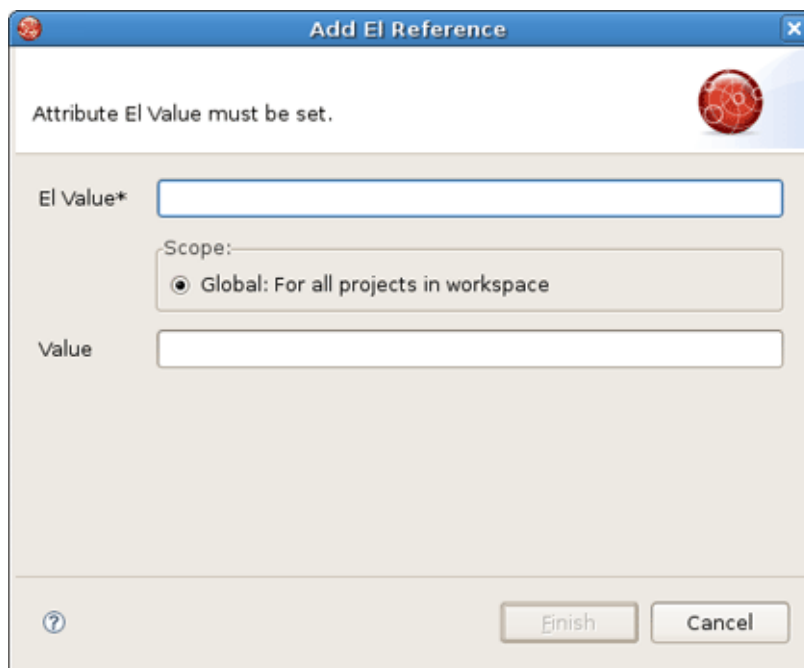 Add El Reference
Attribute El Value must be set.
El Value*
Scope:
Global: For all projects in workspace
Value
Finish
Cancel